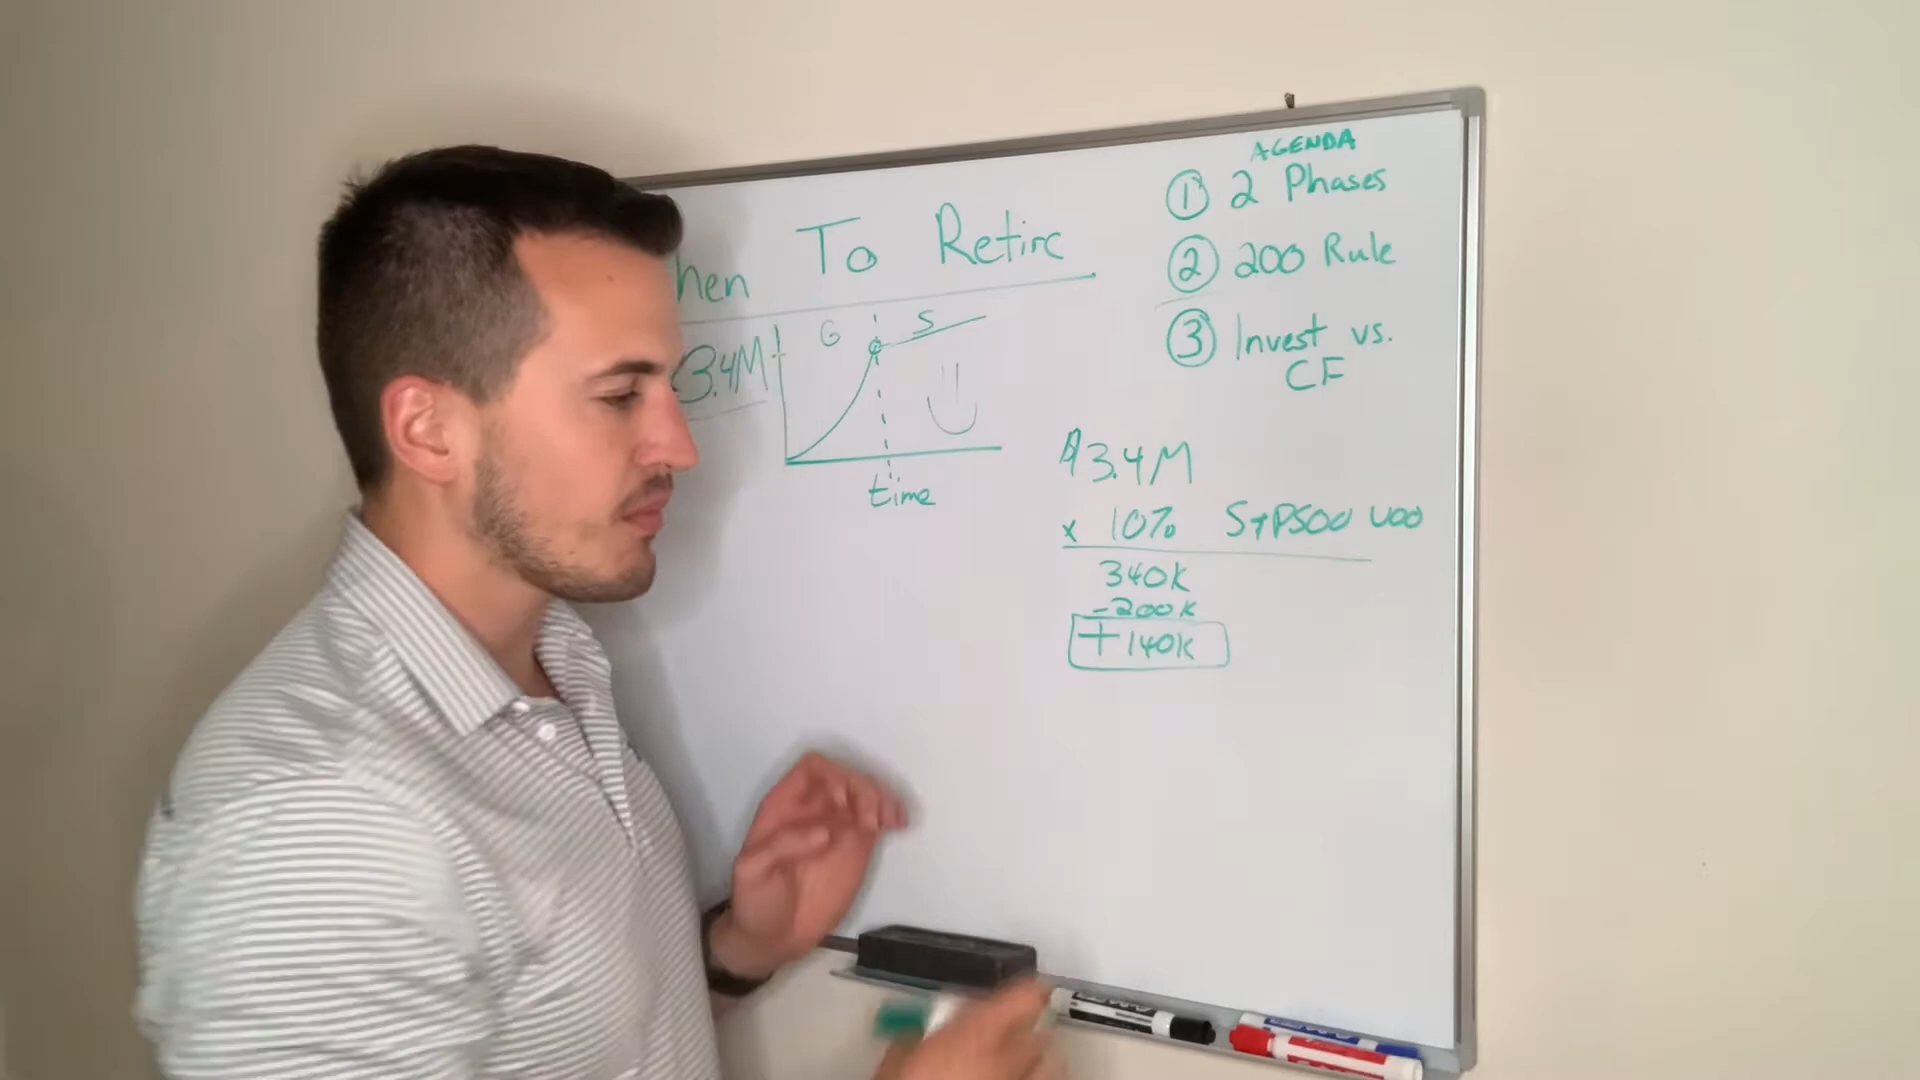 hen To Retire
3.4M
G
S
time
AGENDA
① 2 Phases
② 200 Rule
③ Invest vs.
CF
$3.4M
x 10% S+P500 VOO
340k
-200k
+140k